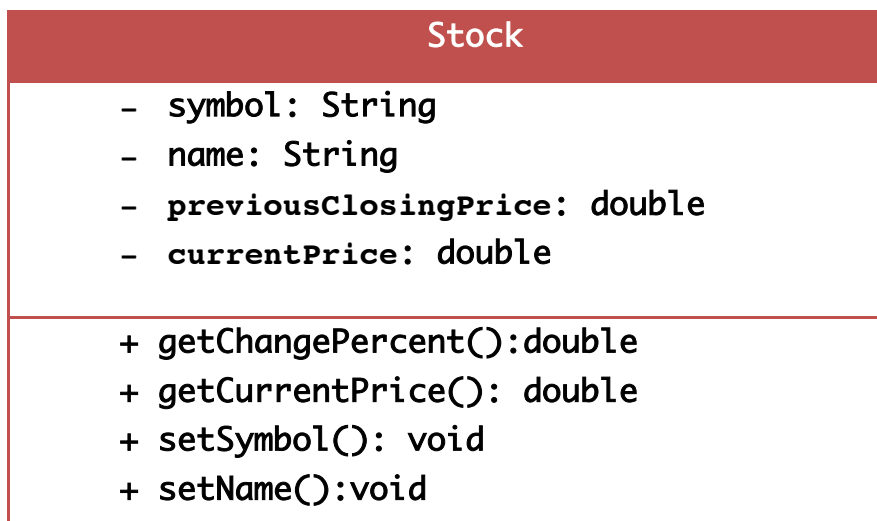 Stock
- symbol: String
- name: String
- previousClosingPrice: double
- currentPrice: double
+ getChangePercent():double
+ getCurrentPrice(): double
+ setSymbol(): void
+ setName():void